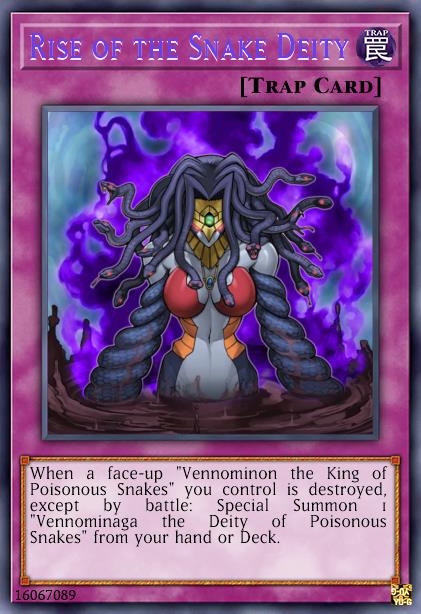 RISE OF THE SNAKE DEITY
TRAP
罠
[TRAP CARD]
When a face-up "Vennominon the King of
Poisonous Snakes" you control is destroyed,
except by battle: Special Summon 1
"Vennominaga the Deity of Poisonous
Snakes" from your hand or Deck.
16067089